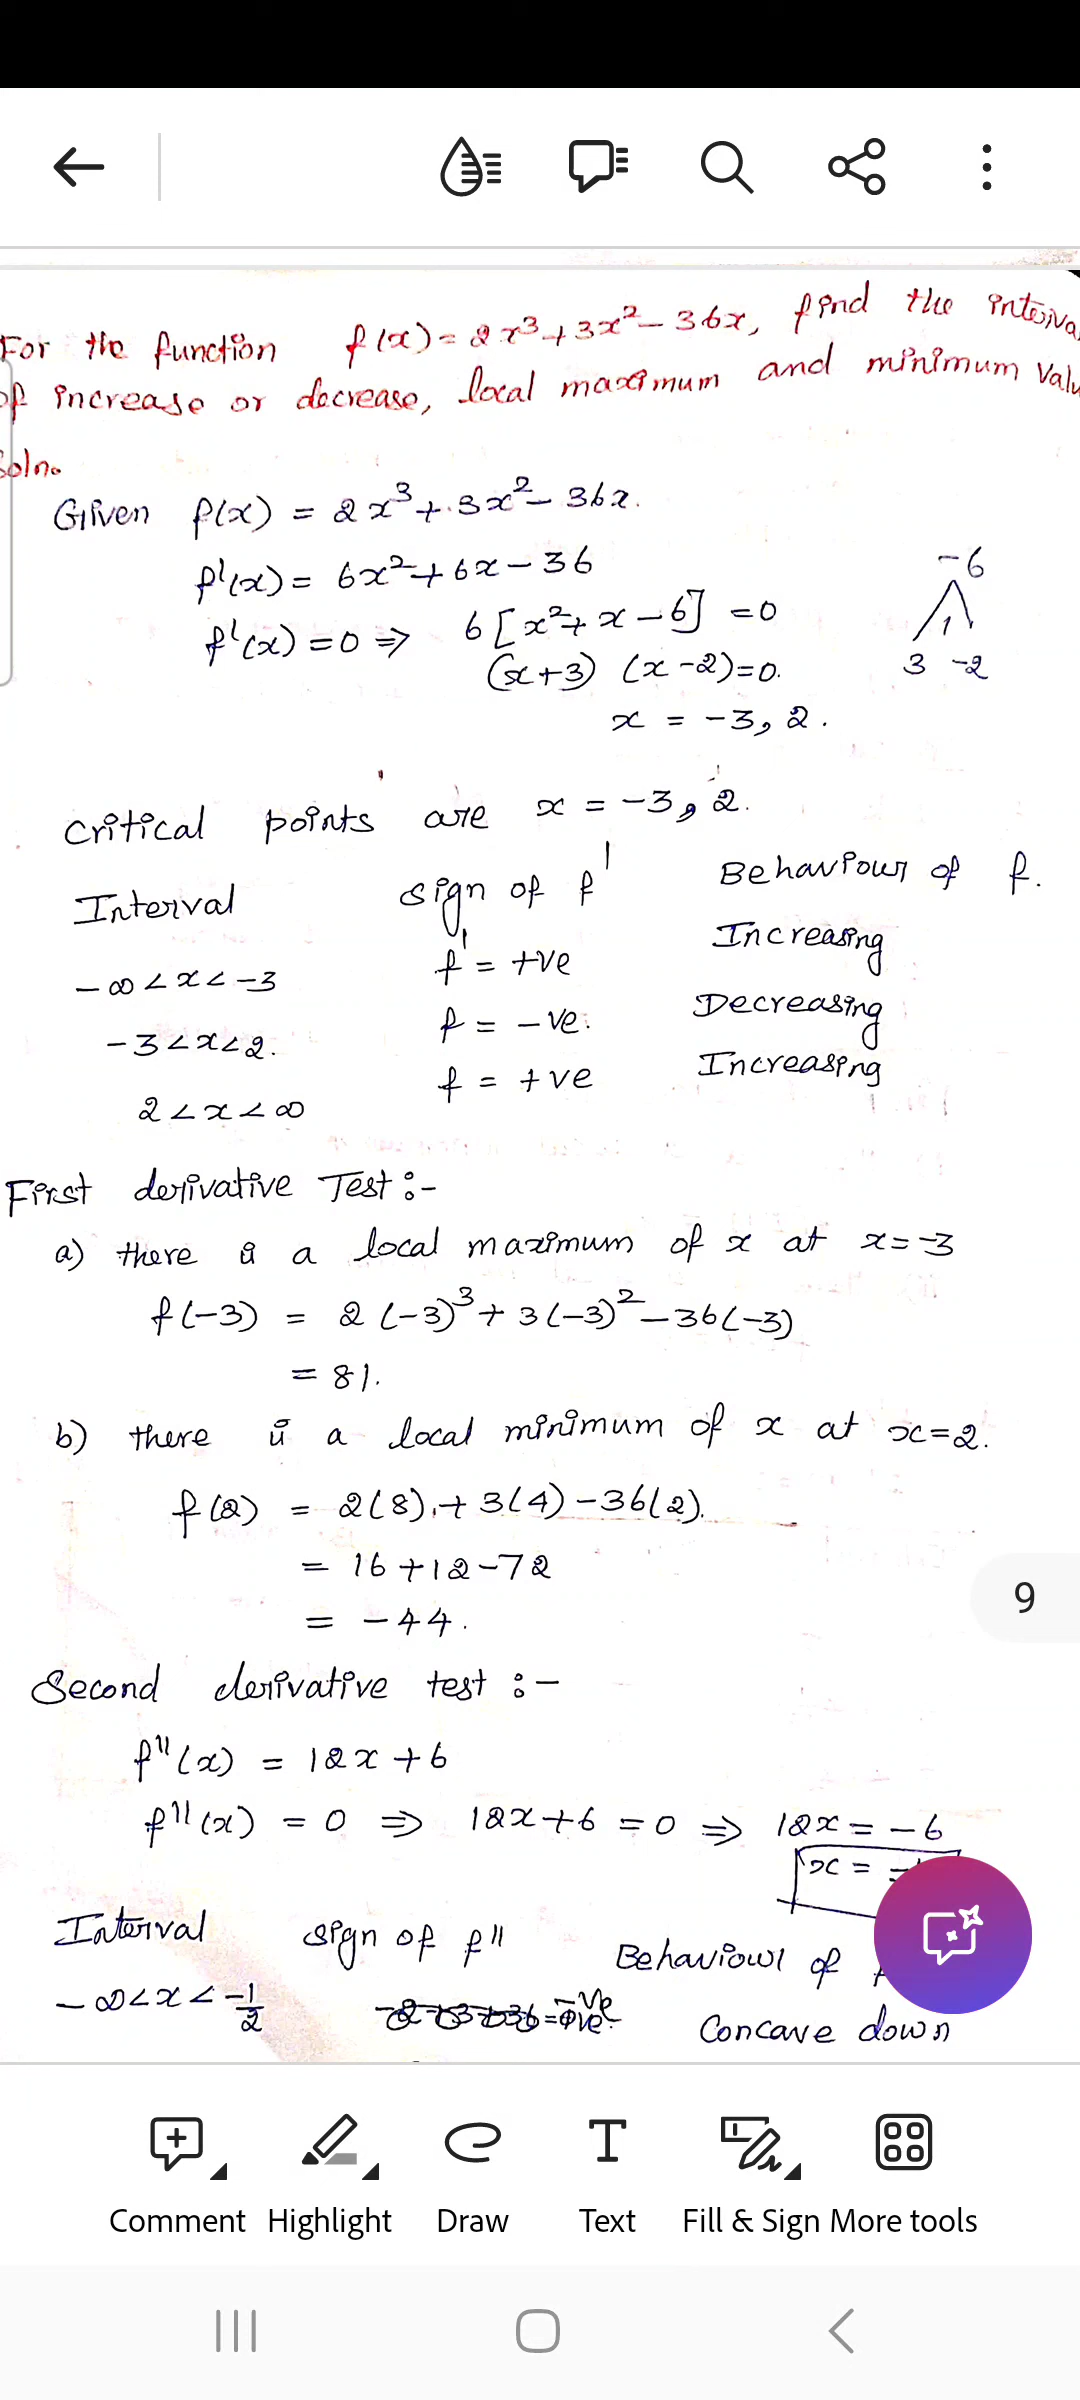 For the function f(x) = 2x³+3x²-36x, find the interva
of increase or decrease, local maximum and minimum Valu
Soln.
Given f(x) = 2x³+3x²-36x.
f'(x) = 6x²+6x-36
-6
f'(x)=0 ⇒ 6[x²+x-6] =0
1
(x+3) (x-2)=0.
3 -2
x = -3, 2.
Critical points are x = -3, 2.
Interval sign of f' Behaviour of f.
-∞<x<-3 f' = +ve Increasing
-3<x<2. f = -ve. Decreasing
2<x<∞ f = +ve Increasing
First derivative Test :-
a) there is a local maximum of x at x=-3
f(-3) = 2(-3)³+3(-3)²-36(-3)
= 81.
b) there is a local minimum of x at x=2.
f(2) = 2(8)+3(4)-36(2).
= 16+12-72
= -44.
9
Second derivative test :-
f''(x) = 12x+6
f''(x) = 0 ⇒ 12x+6 =0 ⇒ 12x = -6
x = -
Interval sign of f'' Behaviour of
-∞<x<-1/2 -ve Concave down
Comment Highlight Draw Text Fill & Sign More tools